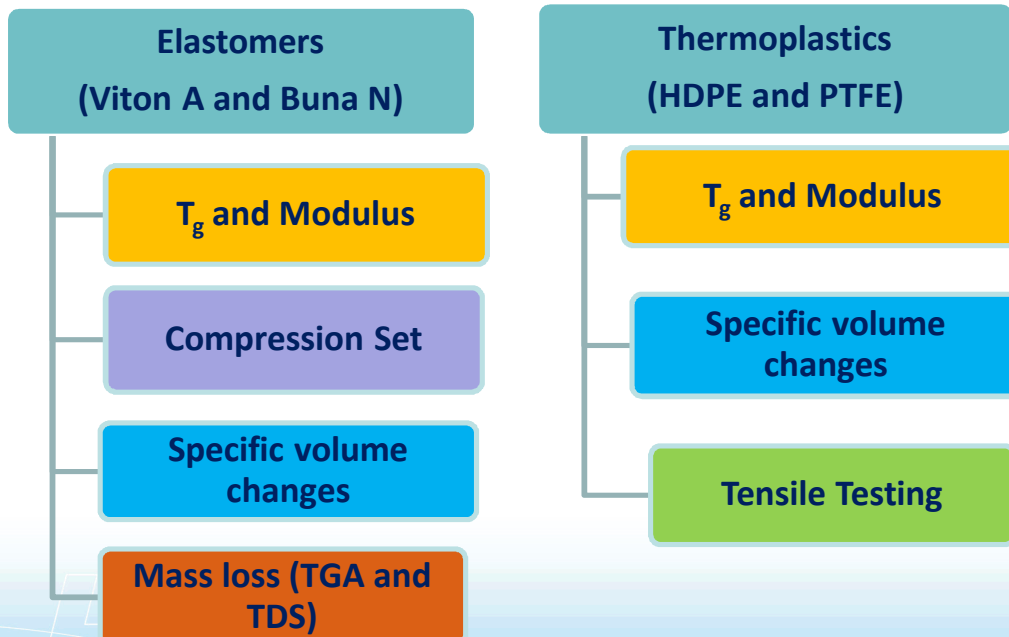 Elastomers
(Viton A and Buna N)
Tg and Modulus
Compression Set
Specific volume
changes
Mass loss (TGA and
TDS)
Thermoplastics
(HDPE and PTFE)
Tg and Modulus
Specific volume
changes
Tensile Testing